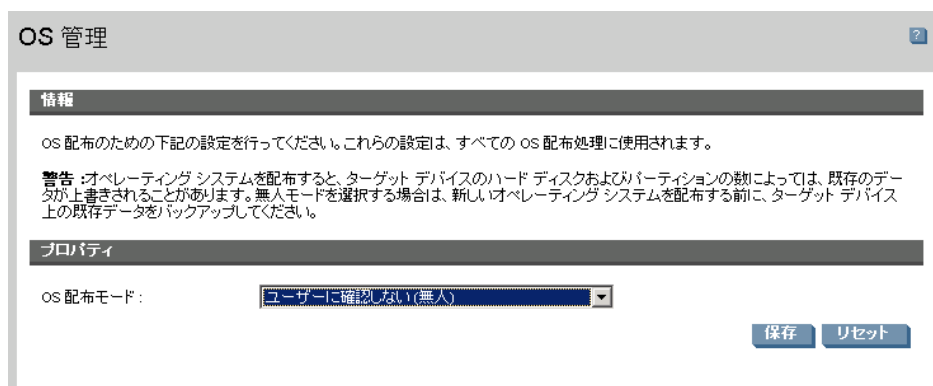 OS 管理
?
情報
OS 配布のための下記の設定を行ってください。これらの設定は、すべての OS 配布処理に使用されます。
警告 :オペレーティング システムを配布すると、ターゲット デバイスのハード ディスクおよびパーティションの数によっては、既存のデー
タが上書きされることがあります。無人モードを選択する場合は、新しいオペレーティング システムを配布する前に、ターゲット デバイス
上の既存データをバックアップしてください。
プロパティ
OS 配布モード : ユーザーに確認しない (無人)
保存 リセット